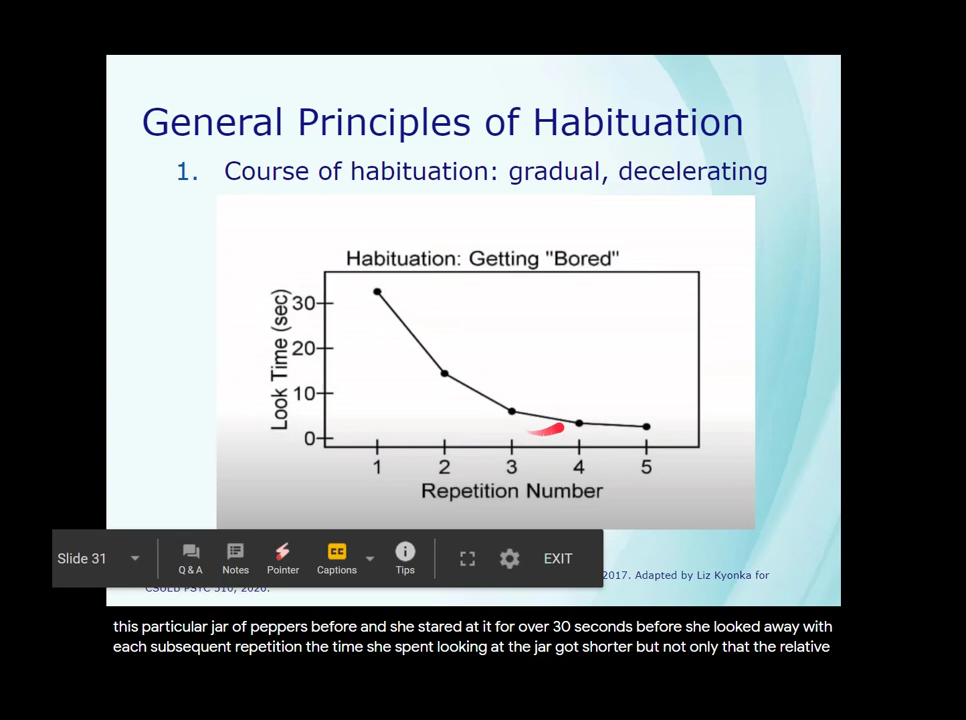 General Principles of Habituation
1. Course of habituation: gradual, decelerating
Habituation: Getting "Bored"
Look Time (sec)
30
20
10
0
1 2 3 4 5
Repetition Number
Slide 31
Q & A Notes Pointer Captions Tips EXIT
2017. Adapted by Liz Kyonka for
this particular jar of peppers before and she stared at it for over 30 seconds before she looked away with
each subsequent repetition the time she spent looking at the jar got shorter but not only that the relative